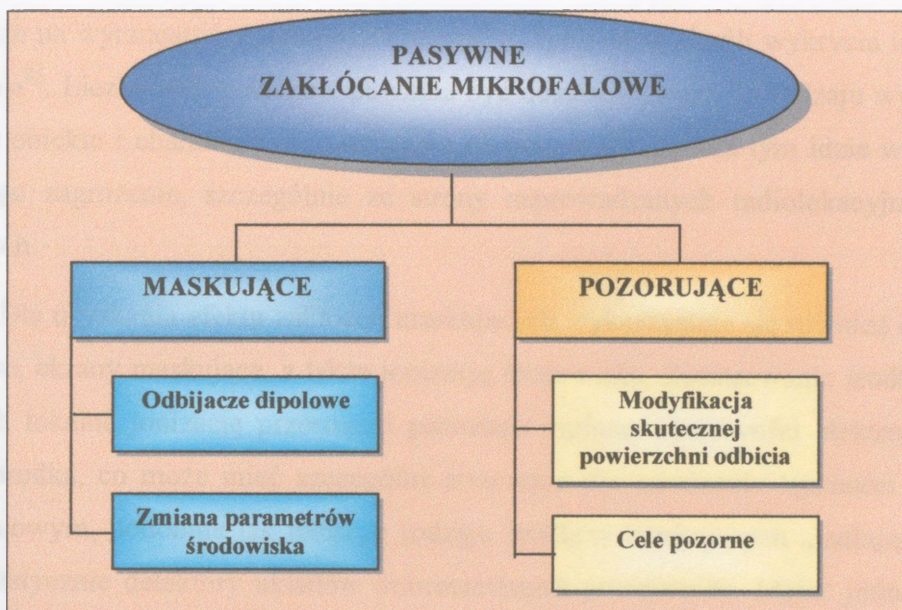 PASYWNE
ZAKŁÓCANIE MIKROFALOWE
MASKUJĄCE
POZORUJĄCE
Odbijacze dipolowe
Modyfikacja
skutecznej
powierzchni odbicia
Zmiana parametrów
środowiska
Cele pozorne